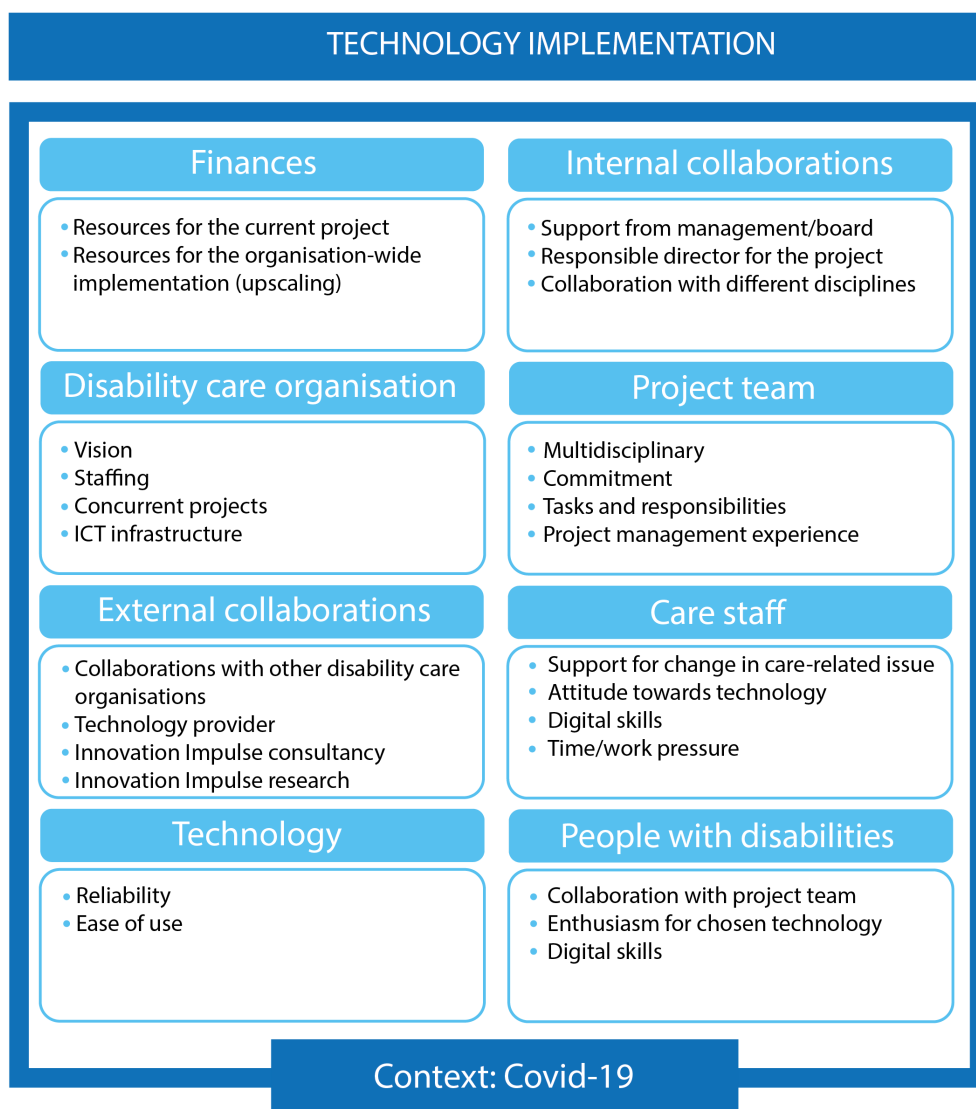 TECHNOLOGY IMPLEMENTATION
Finances
• Resources for the current project
• Resources for the organisation-wide
implementation (upscaling)
Internal collaborations
• Support from management/board
• Responsible director for the project
• Collaboration with different disciplines
Disability care organisation
• Vision
• Staffing
• Concurrent projects
• ICT infrastructure
Project team
• Multidisciplinary
• Commitment
• Tasks and responsibilities
• Project management experience
External collaborations
• Collaborations with other disability care
organisations
• Technology provider
• Innovation Impulse consultancy
• Innovation Impulse research
Care staff
• Support for change in care-related issue
• Attitude towards technology
• Digital skills
• Time/work pressure
Technology
• Reliability
• Ease of use
People with disabilities
• Collaboration with project team
• Enthusiasm for chosen technology
• Digital skills
Context: Covid-19